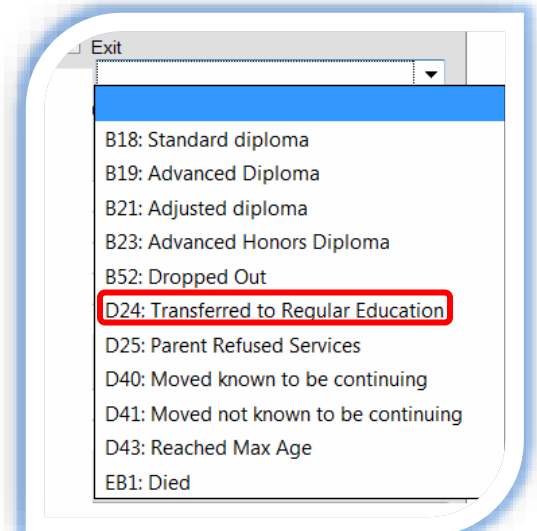 Exit
B18: Standard diploma
B19: Advanced Diploma
B21: Adjusted diploma
B23: Advanced Honors Diploma
B52: Dropped Out
D24: Transferred to Regular Education
D25: Parent Refused Services
D40: Moved known to be continuing
D41: Moved not known to be continuing
D43: Reached Max Age
EB1: Died